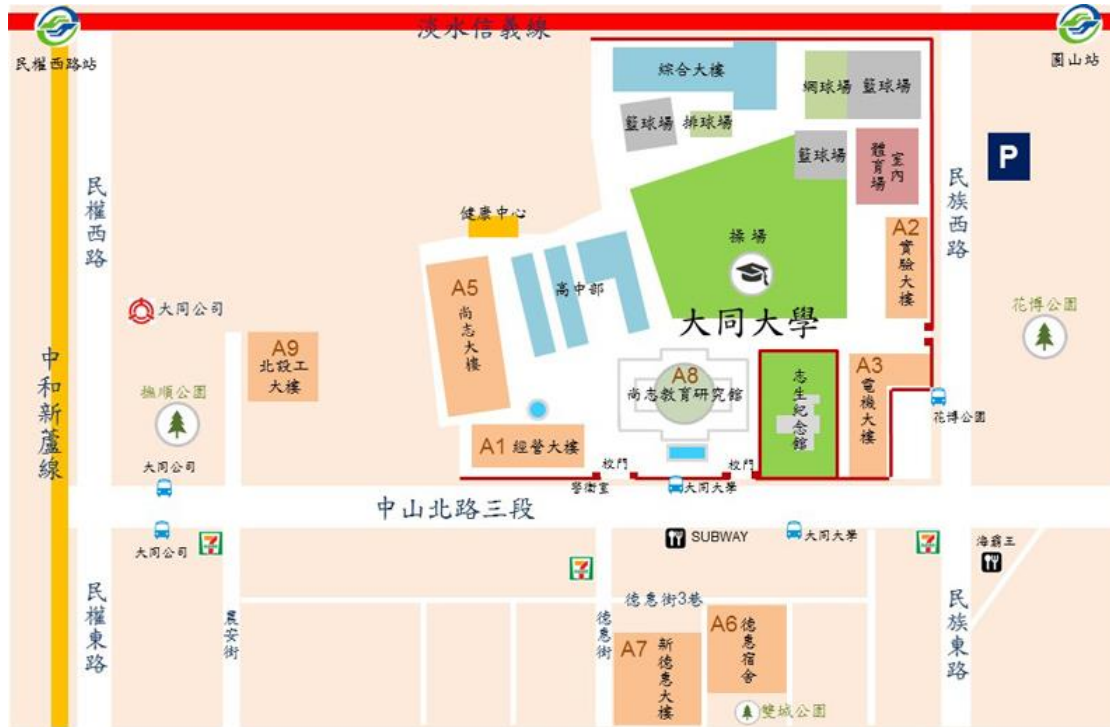 淡水信義線
民權西路站
圓山站
綜合大樓
網球場
籃球場
籃球場
排球場
籃球場
室內
體育場
P
民權西路
民族西路
健康中心
操場
A2
實驗大樓
A5
尚志大樓
高中部
大同公司
花博公園
大同大學
A9
北設工
大樓
中和新蘆線
撫順公園
A8
尚志教育研究館
志生紀念館
A3
電機大樓
花博公園
A1 經營大樓
大同公司
校門
校門
警衛室
大同大學
中山北路三段
大同公司
7
SUBWAY
大同大學
7
海霸王
7
民權東路
農安街
德惠街
德惠街3巷
民族東路
A7
新德惠大樓
A6
德惠宿舍
雙城公園